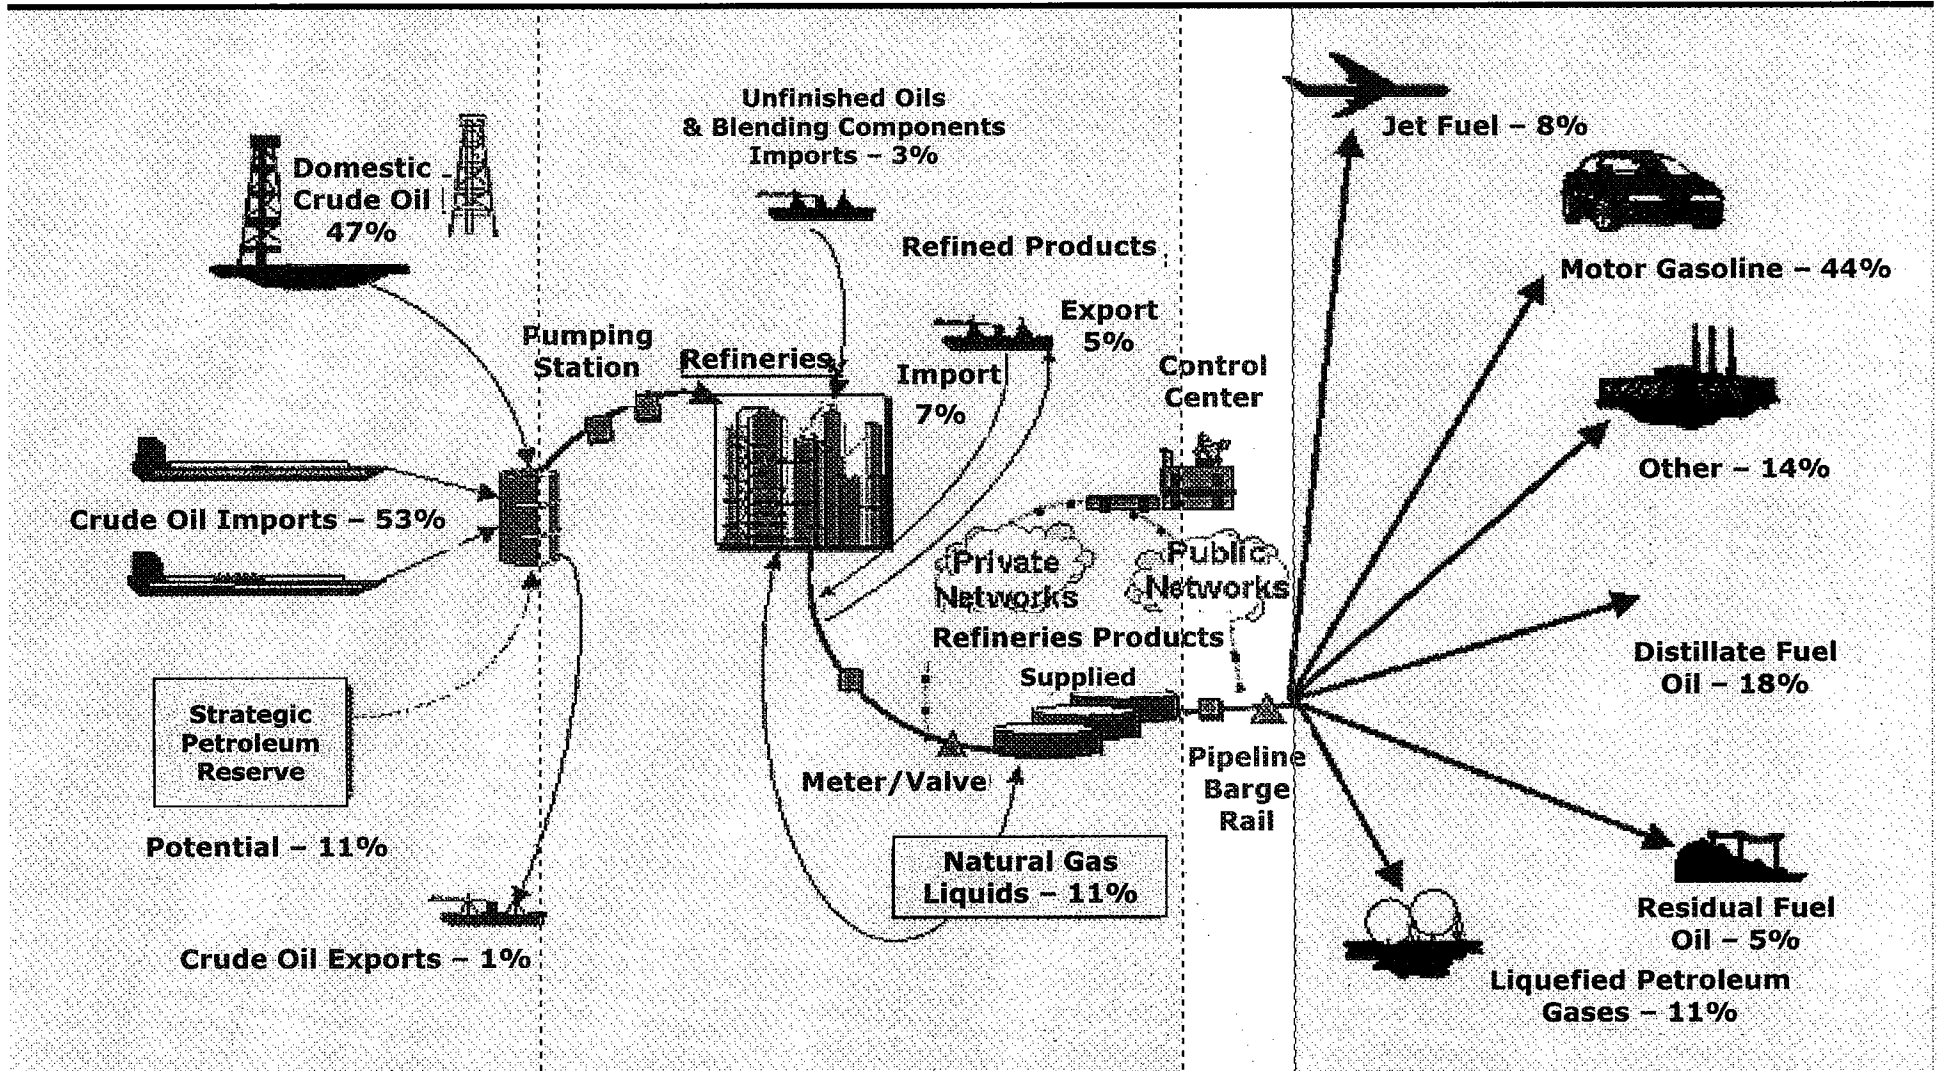 Unfinished Oils
& Blending Components
Imports – 3%
Domestic
Crude Oil
47%
Refined Products
Export
5%
Pumping
Station
Refineries
Import
7%
Control
Center
Crude Oil Imports – 53%
Private
Networks
Public
Networks
Refineries Products
Supplied
Strategic
Petroleum
Reserve
Meter/Valve
Pipeline
Barge
Rail
Potential – 11%
Natural Gas
Liquids – 11%
Crude Oil Exports – 1%
Jet Fuel – 8%
Motor Gasoline – 44%
Other – 14%
Distillate Fuel
Oil – 18%
Residual Fuel
Oil – 5%
Liquefied Petroleum
Gases – 11%